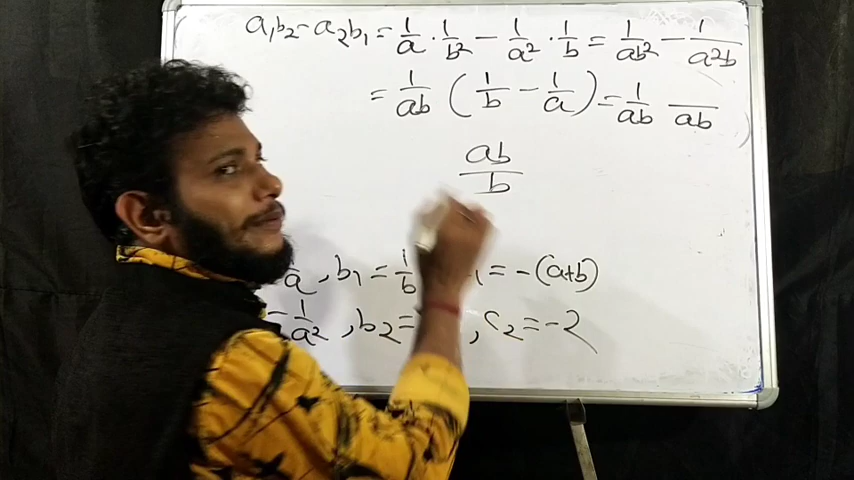 a₁b₂ - a₂b₁ = 1/a · 1/b² - 1/a² · 1/b = 1/ab² - 1/a²b
= 1/ab (1/b - 1/a) = 1/ab  /ab
ab/b
a, b₁ = 1/b ₁ = -(a+b)
1/a², b₂ = , c₂ = -2